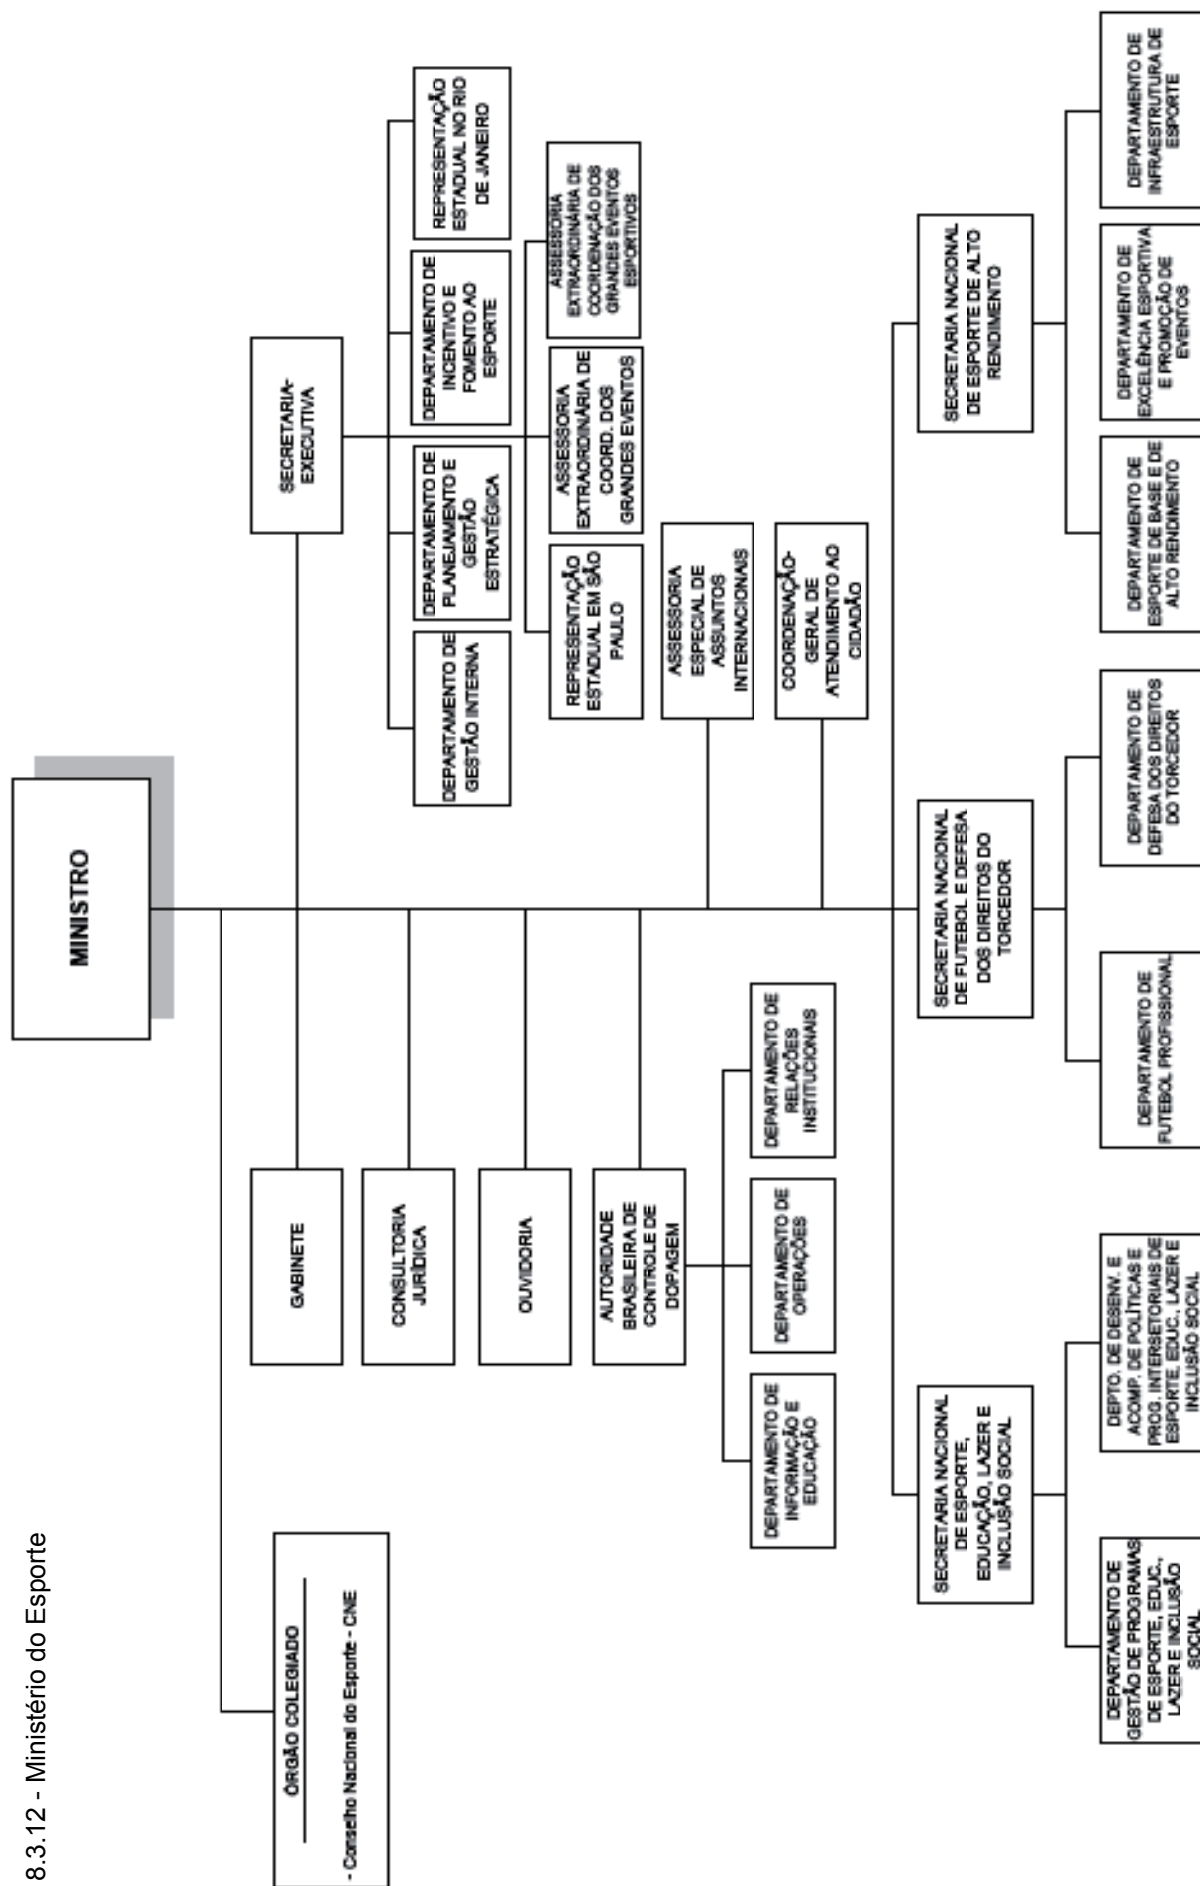 8.3.12 - Ministério do Esporte
MINISTRO
ÓRGÃO COLEGIADO
- Conselho Nacional do Esporte - CNE
GABINETE
SECRETARIA-
EXECUTIVA
CONSULTORIA
JURÍDICA
DEPARTAMENTO DE
GESTÃO INTERNA
DEPARTAMENTO DE
PLANEJAMENTO E
GESTÃO
ESTRATÉGICA
DEPARTAMENTO DE
INCENTIVO E
FOMENTO AO
ESPORTE
REPRESENTAÇÃO
ESTADUAL NO RIO
DE JANEIRO
OUVIDORIA
REPRESENTAÇÃO
ESTADUAL EM SÃO
PAULO
ASSESSORIA
EXTRAORDINÁRIA DE
COORD. DOS
GRANDES EVENTOS
ASSESSORIA
EXTRAORDINÁRIA DE
COORDENAÇÃO DOS
GRANDES EVENTOS
ESPORTIVOS
AUTORIDADE
BRASILEIRA DE
CONTROLE DE
DOPAGEM
ASSESSORIA
ESPECIAL DE
ASSUNTOS
INTERNACIONAIS
DEPARTAMENTO DE
INFORMAÇÃO E
EDUCAÇÃO
DEPARTAMENTO DE
OPERAÇÕES
DEPARTAMENTO DE
RELAÇÕES
INSTITUCIONAIS
COORDENAÇÃO-
GERAL DE
ATENDIMENTO AO
CIDADÃO
SECRETARIA NACIONAL
DE ESPORTE,
EDUCAÇÃO, LAZER E
INCLUSÃO SOCIAL
SECRETARIA NACIONAL
DE FUTEBOL E DEFESA
DOS DIREITOS DO
TORCEDOR
SECRETARIA NACIONAL
DE ESPORTE DE ALTO
RENDIMENTO
DEPARTAMENTO DE
GESTÃO DE PROGRAMAS
DE ESPORTE, EDUC.,
LAZER E INCLUSÃO
SOCIAL
DEPTO. DE DESENV. E
ACOMP. DE POLÍTICAS E
PROG. INTERSETORIAIS DE
ESPORTE, EDUC., LAZER E
INCLUSÃO SOCIAL
DEPARTAMENTO DE
FUTEBOL PROFISSIONAL
DEPARTAMENTO DE
DEFESA DOS DIREITOS
DO TORCEDOR
DEPARTAMENTO DE
ESPORTE DE BASE E DE
ALTO RENDIMENTO
DEPARTAMENTO DE
EXCELÊNCIA ESPORTIVA
E PROMOÇÃO DE
EVENTOS
DEPARTAMENTO DE
INFRAESTRUTURA DE
ESPORTE